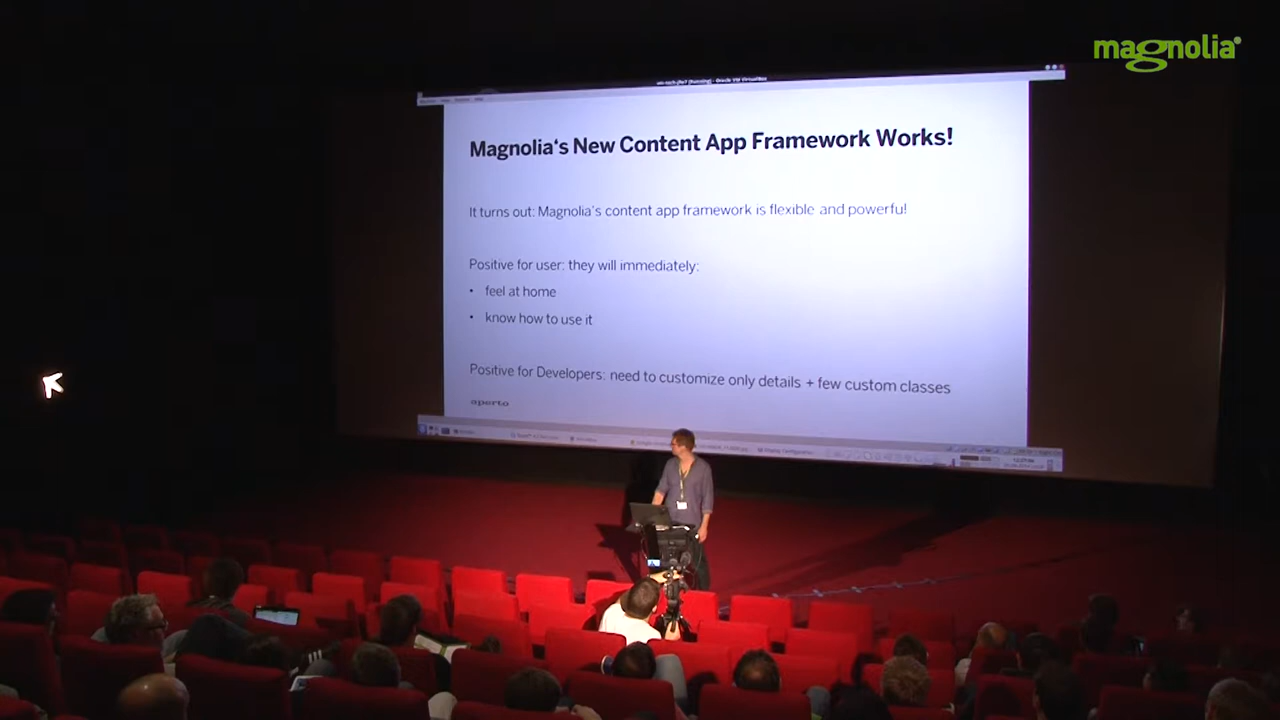 magnolia®
Magnolia's New Content App Framework Works!
It turns out: Magnolia's content app framework is flexible and powerful!
Positive for user: they will immediately:
• feel at home
• know how to use it
Positive for Developers: need to customize only details + few custom classes
aperto